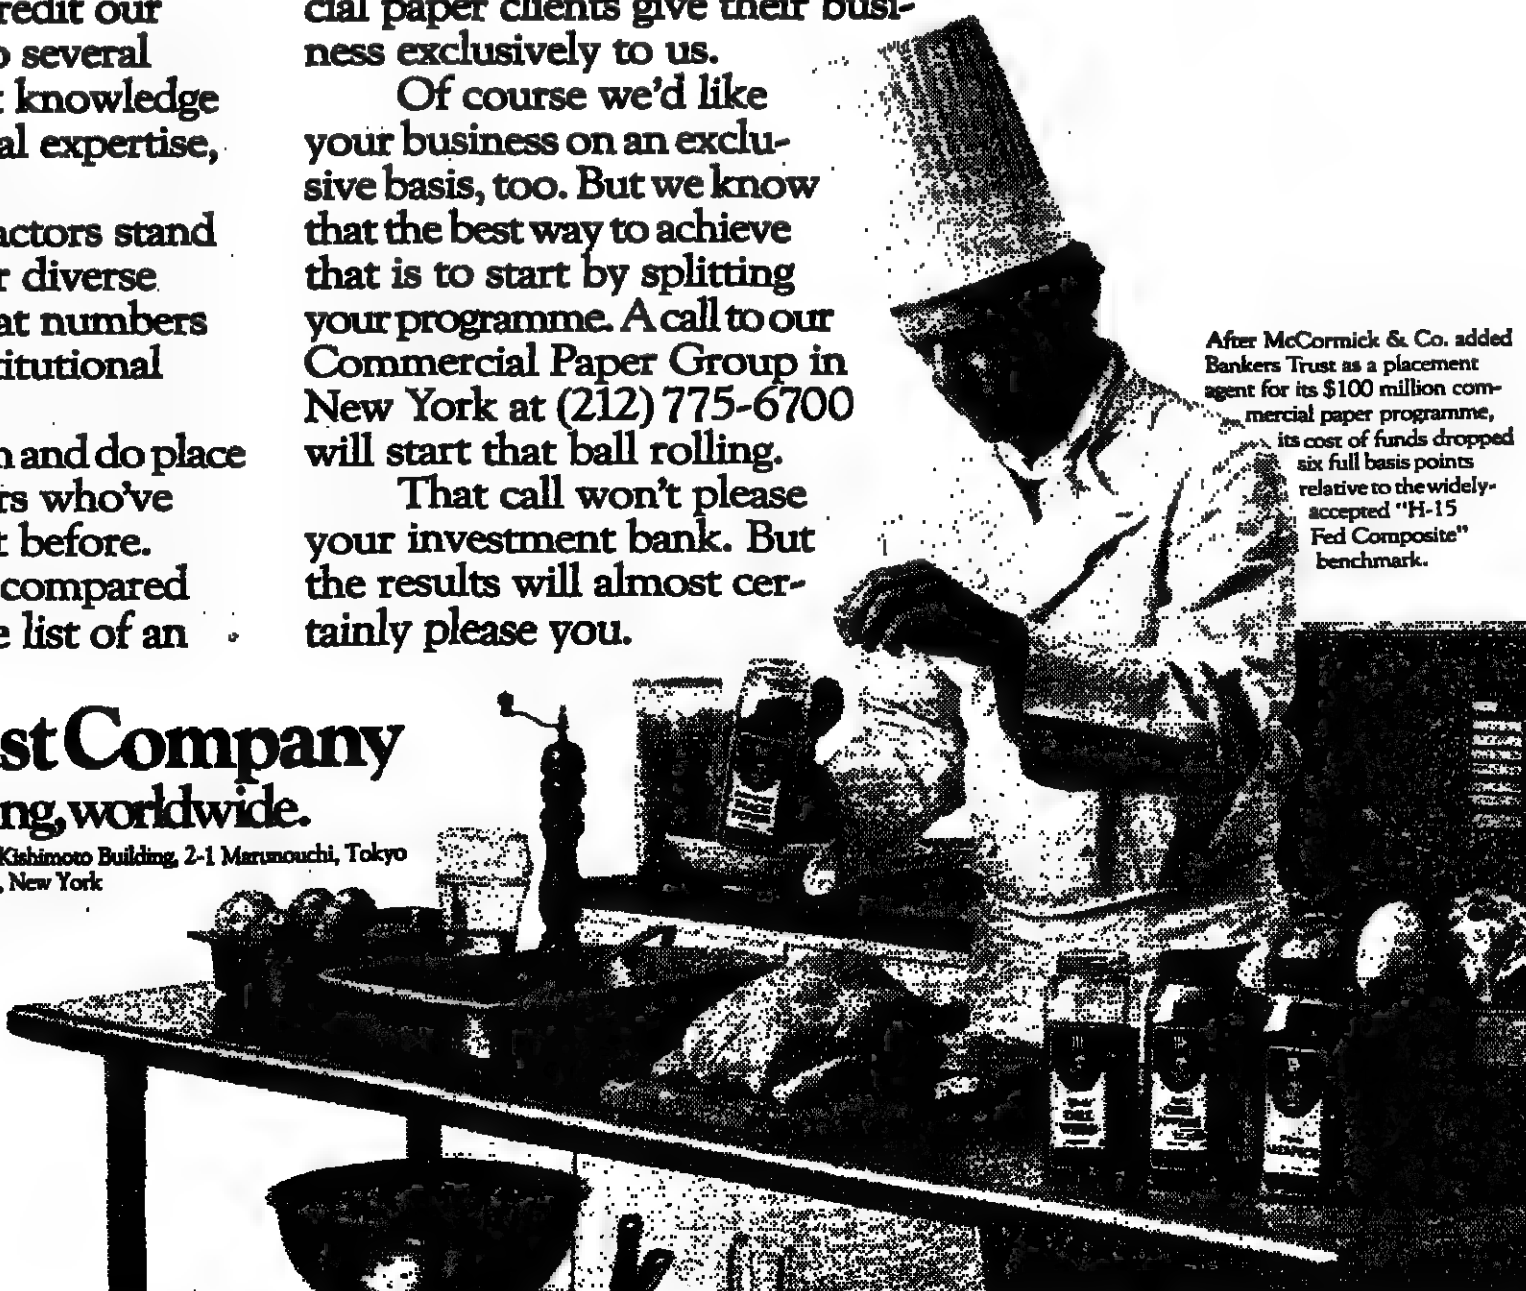 redit our
o several
t knowledge
al expertise,
actors stand
r diverse
at numbers
titutional
n and do place
rs who've
t before.
compared
e list of an
cial paper clients give their busi-
ness exclusively to us.
Of course we'd like
your business on an exclu-
sive basis, too. But we know
that the best way to achieve
that is to start by splitting
your programme. A call to our
Commercial Paper Group in
New York at (212) 775-6700
will start that ball rolling.
That call won't please
your investment bank. But
the results will almost cer-
tainly please you.
After McCormick & Co. added
Bankers Trust as a placement
agent for its $100 million com-
mercial paper programme,
its cost of funds dropped
six full basis points
relative to the widely-
accepted "H-15
Fed Composite"
benchmark.
st Company
ng, worldwide.
Kishimoto Building, 2-1 Marunouchi, Tokyo
, New York